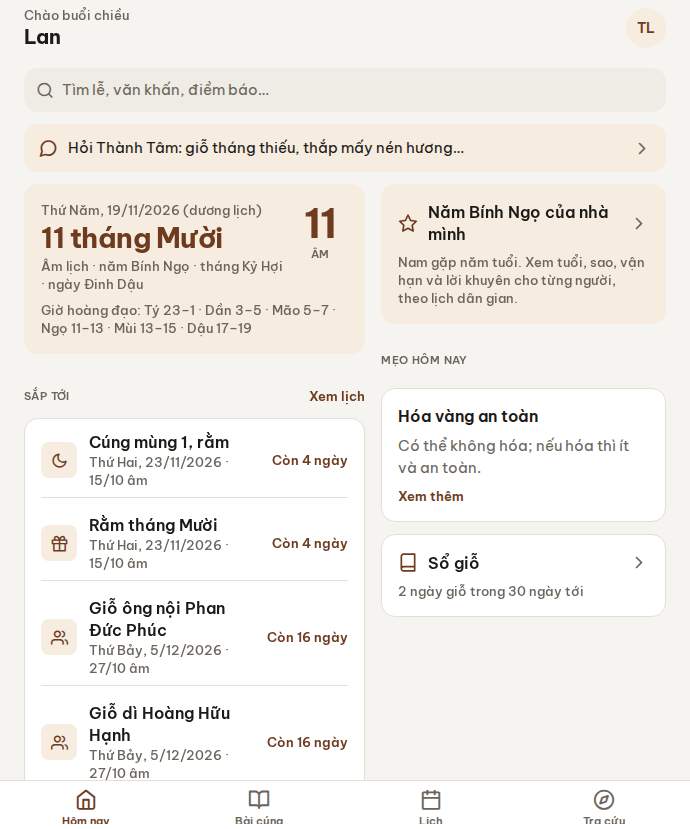 Chào buổi chiều
Lan
TL
Tìm lễ, văn khấn, điềm báo...
Hỏi Thành Tâm: giỗ tháng thiếu, thắp mấy nén hương...
Thứ Năm, 19/11/2026 (dương lịch)
11 tháng Mười
Âm lịch · năm Bính Ngọ · tháng Kỷ Hợi
· ngày Đinh Dậu
Giờ hoàng đạo: Tý 23–1 · Dần 3–5 · Mão 5–7 ·
Ngọ 11–13 · Mùi 13–15 · Dậu 17–19
11
ÂM
Năm Bính Ngọ của nhà
mình
Nam gặp năm tuổi. Xem tuổi, sao, vận
hạn và lời khuyên cho từng người,
theo lịch dân gian.
SẮP TỚI
Xem lịch
Cúng mùng 1, rằm
Thứ Hai, 23/11/2026 ·
15/10 âm
Còn 4 ngày
Rằm tháng Mười
Thứ Hai, 23/11/2026 ·
15/10 âm
Còn 4 ngày
Giỗ ông nội Phan
Đức Phúc
Thứ Bảy, 5/12/2026 ·
27/10 âm
Còn 16 ngày
Giỗ dì Hoàng Hữu
Hạnh
Thứ Bảy, 5/12/2026 ·
27/10 âm
Còn 16 ngày
MẸO HÔM NAY
Hóa vàng an toàn
Có thể không hóa; nếu hóa thì ít
và an toàn.
Xem thêm
Sổ giỗ
2 ngày giỗ trong 30 ngày tới
Hôm nay
Bài cúng
Lịch
Tra cứu